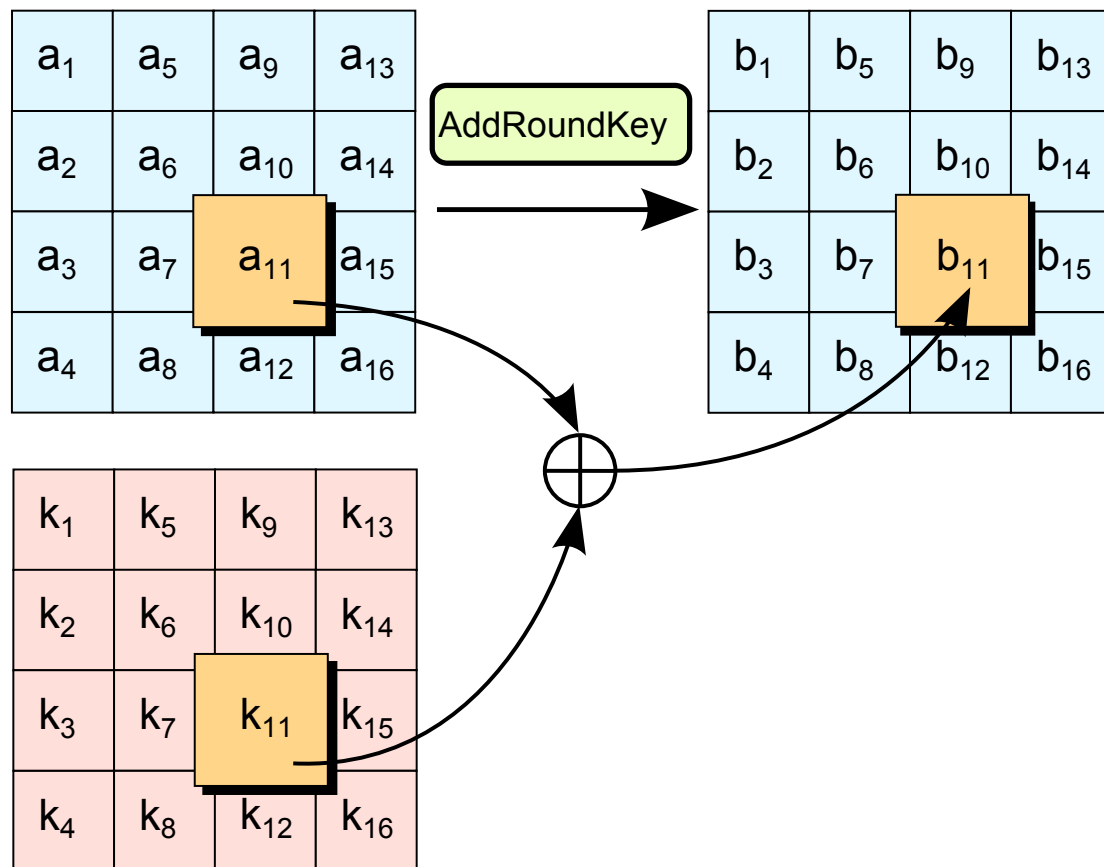 a₁ a₅ a₉ a₁₃
a₂ a₆ a₁₀ a₁₄
a₃ a₇ a₁₁ a₁₅
a₄ a₈ a₁₂ a₁₆
AddRoundKey
b₁ b₅ b₉ b₁₃
b₂ b₆ b₁₀ b₁₄
b₃ b₇ b₁₁ b₁₅
b₄ b₈ b₁₂ b₁₆
k₁ k₅ k₉ k₁₃
k₂ k₆ k₁₀ k₁₄
k₃ k₇ k₁₁ k₁₅
k₄ k₈ k₁₂ k₁₆